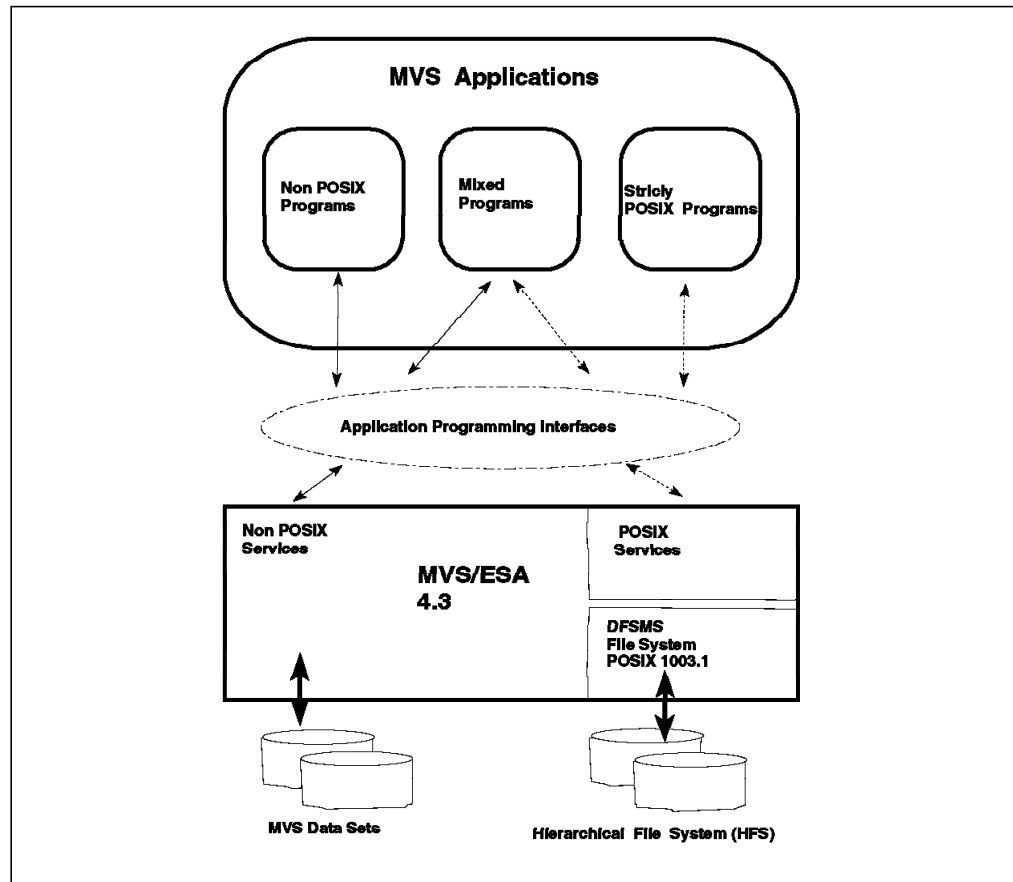 MVS Applications
Non POSIX
Programs
Mixed
Programs
Stricly
POSIX Programs
Application Programming Interfaces
Non POSIX
Services
MVS/ESA
4.3
POSIX
Services
DFSMS
File System
POSIX 1003.1
MVS Data Sets
Hierarchical File System (HFS)